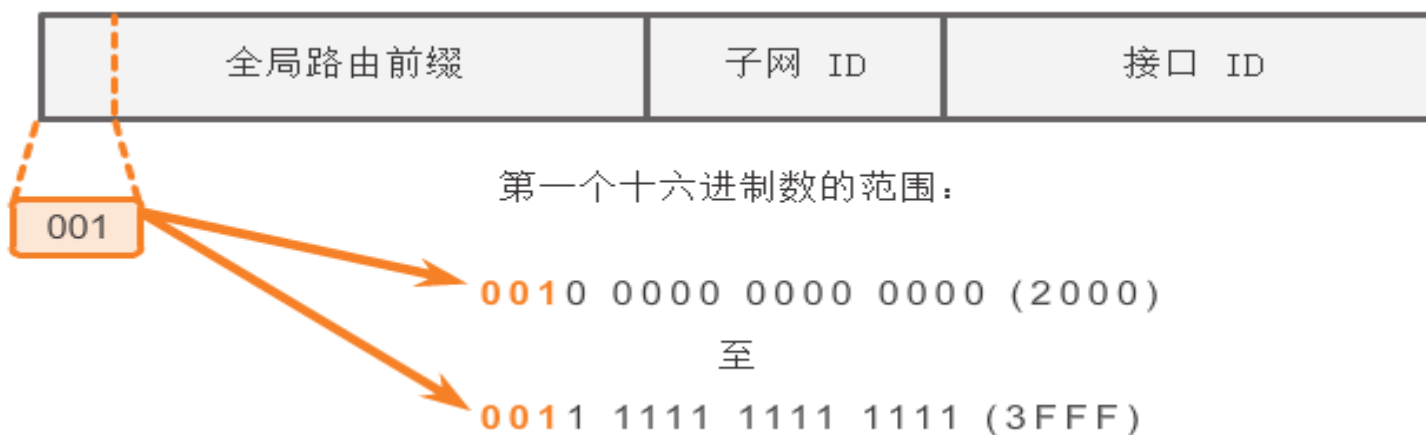 全局路由前缀 子网 ID 接口 ID
第一个十六进制数的范围：
001
0010 0000 0000 0000 (2000)
至
0011 1111 1111 1111 (3FFF)